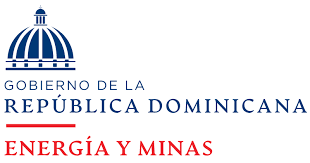 GOBIERNO DE LA
REPÚBLICA DOMINICANA
ENERGÍA Y MINAS